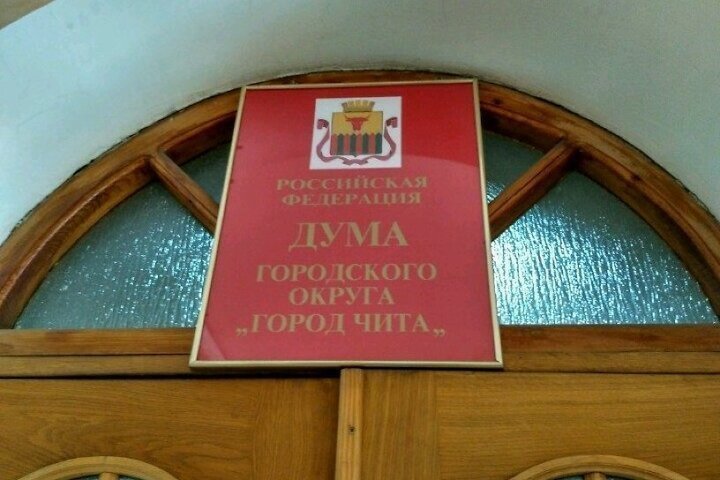 РОССИЙСКАЯ
ФЕДЕРАЦИЯ
ДУМА
ГОРОДСКОГО
ОКРУГА
„ГОРОД ЧИТА„